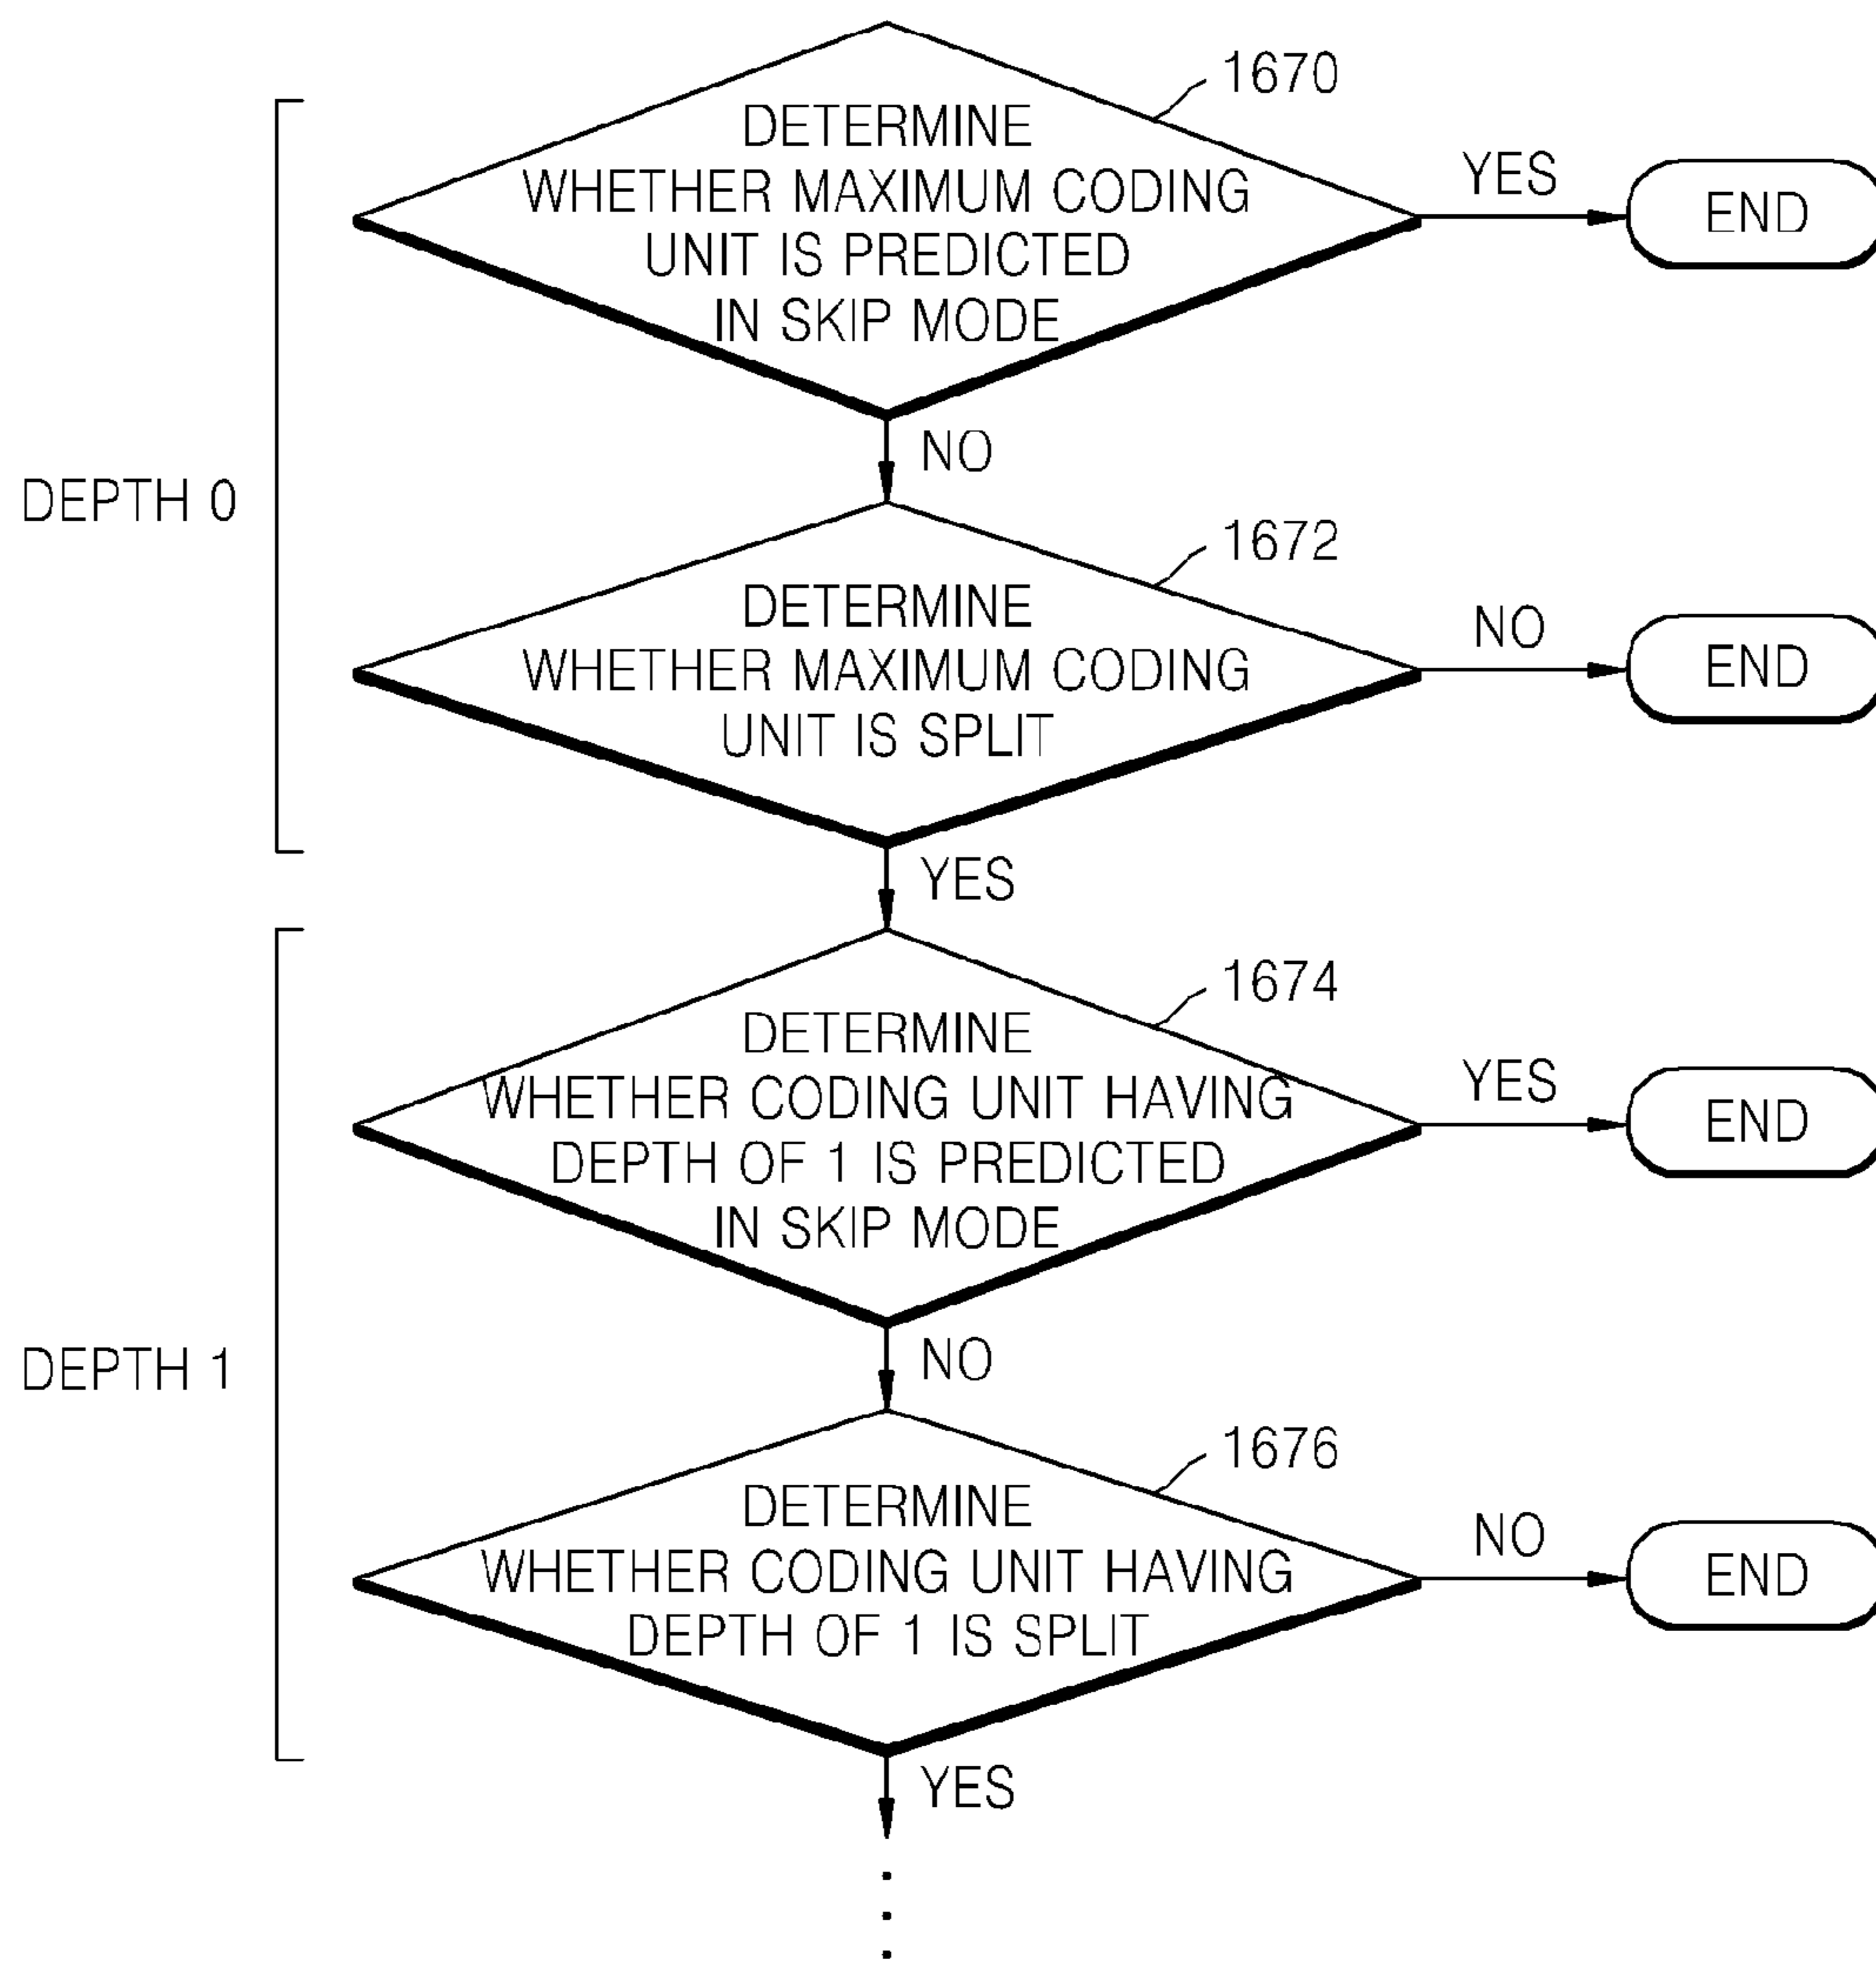 1670
DETERMINE
WHETHER MAXIMUM CODING
UNIT IS PREDICTED
IN SKIP MODE
YES
END
NO
DEPTH 0
1672
DETERMINE
WHETHER MAXIMUM CODING
UNIT IS SPLIT
NO
END
YES
1674
DETERMINE
WHETHER CODING UNIT HAVING
DEPTH OF 1 IS PREDICTED
IN SKIP MODE
YES
END
NO
DEPTH 1
1676
DETERMINE
WHETHER CODING UNIT HAVING
DEPTH OF 1 IS SPLIT
NO
END
YES